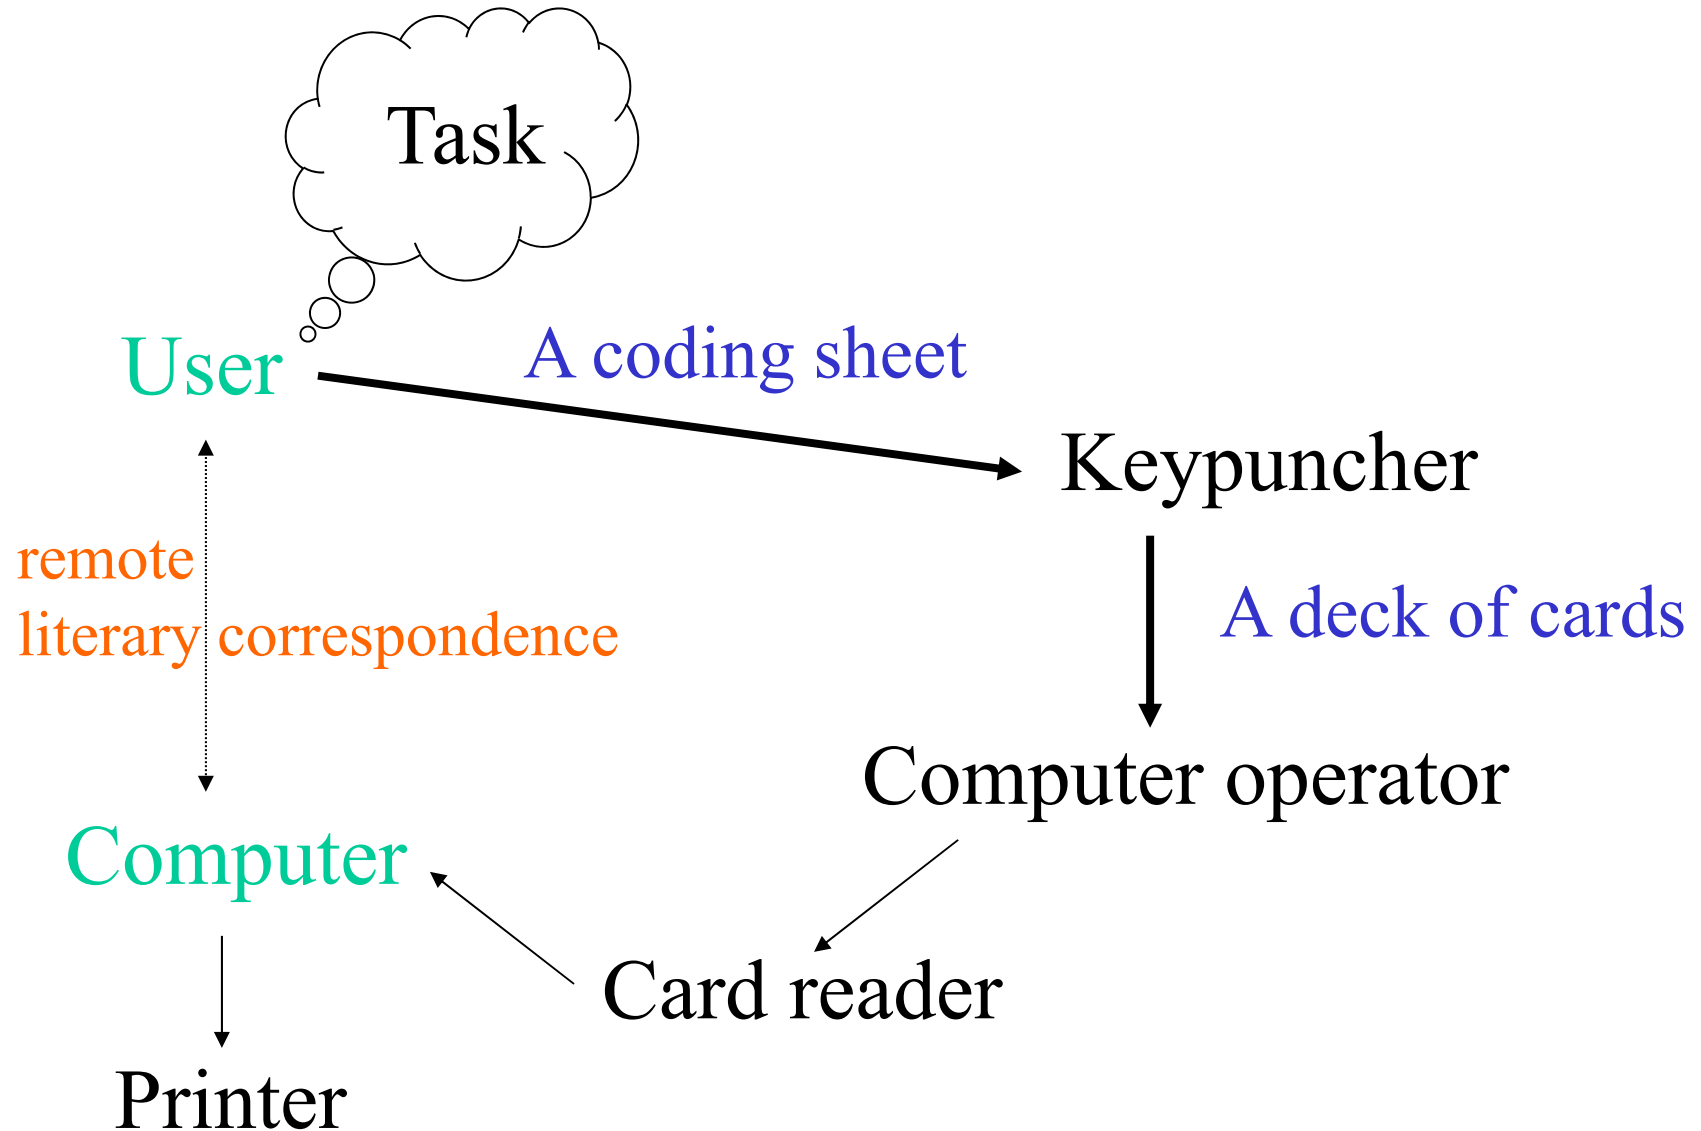 Task
User
A coding sheet
Keypuncher
remote
literary correspondence
A deck of cards
Computer operator
Computer
Card reader
Printer